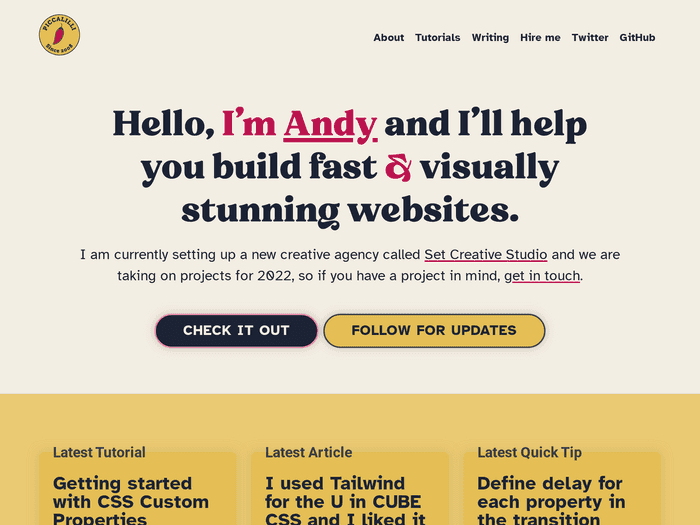 PICCALILLI
Since 2005
About Tutorials Writing Hire me Twitter GitHub
Hello, I'm Andy and I'll help
you build fast & visually
stunning websites.
I am currently setting up a new creative agency called Set Creative Studio and we are
taking on projects for 2022, so if you have a project in mind, get in touch.
CHECK IT OUT FOLLOW FOR UPDATES
Latest Tutorial Latest Article Latest Quick Tip
Getting started
with CSS Custom
Properties
I used Tailwind
for the U in CUBE
CSS and I liked it
Define delay for
each property in
the transition